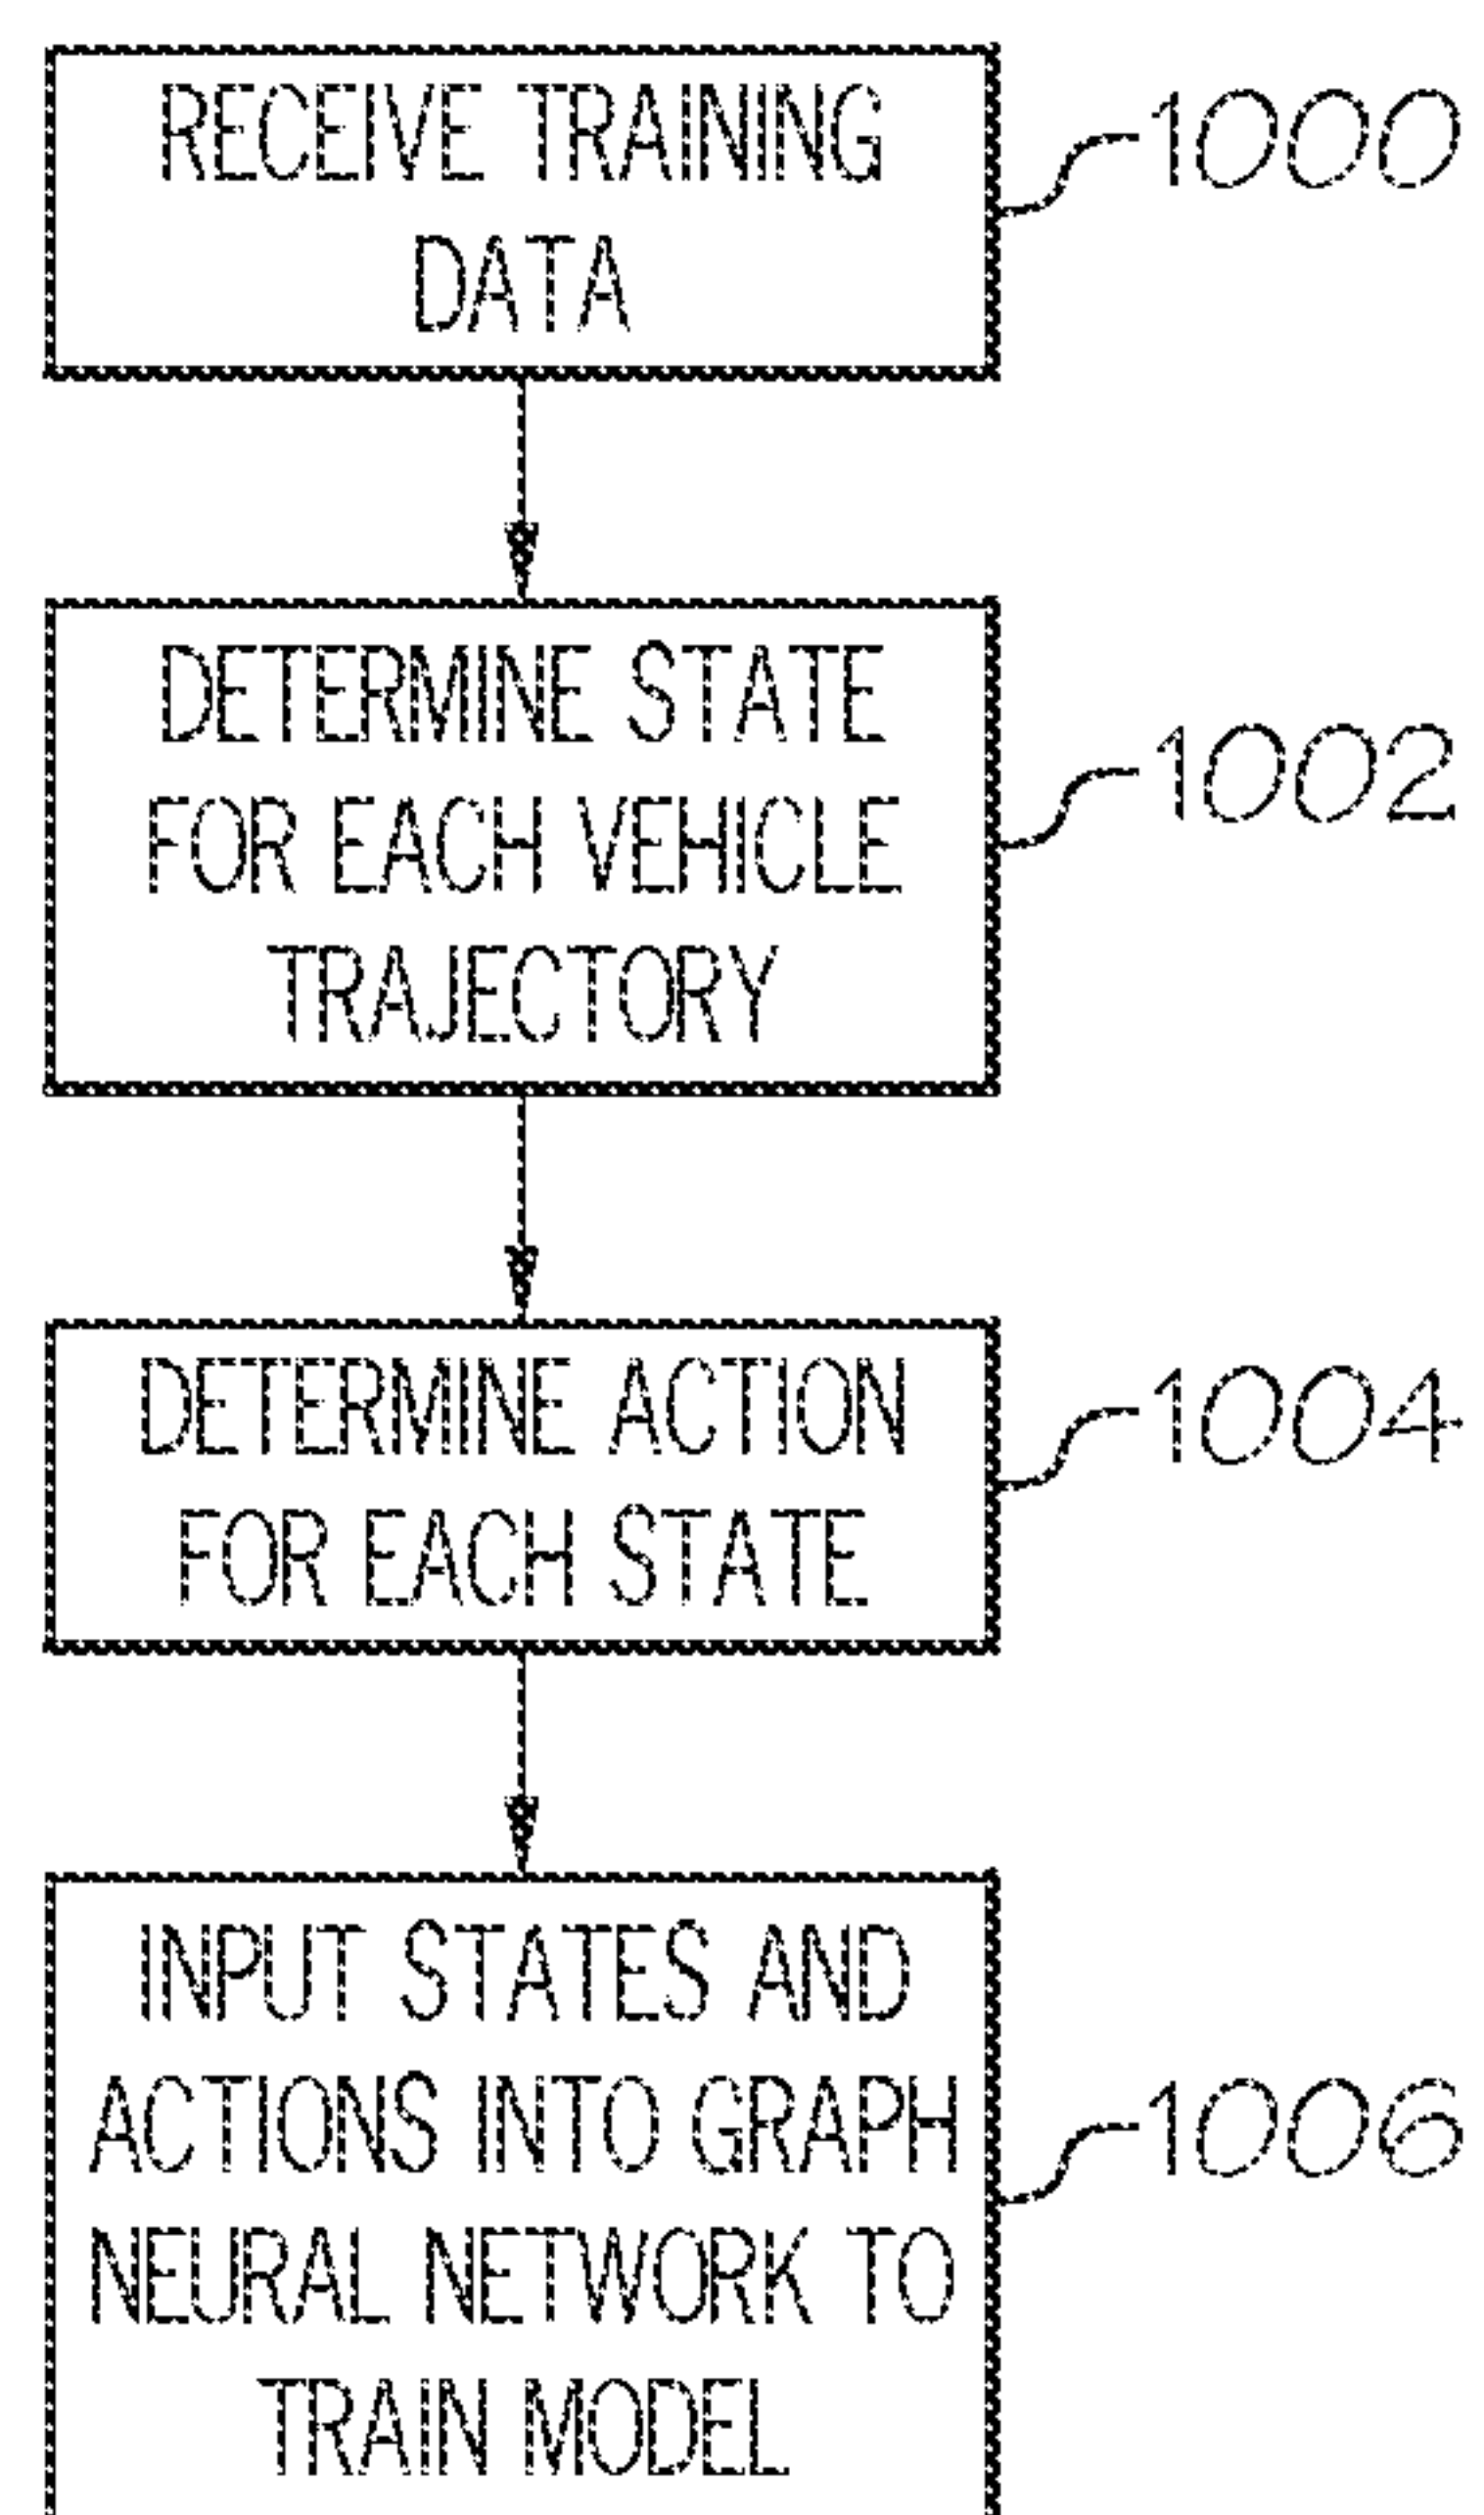 RECEIVE TRAINING
DATA
1000
DETERMINE STATE
FOR EACH VEHICLE
TRAJECTORY
1002
DETERMINE ACTION
FOR EACH STATE
1004
INPUT STATES AND
ACTIONS INTO GRAPH
NEURAL NETWORK TO
TRAIN MODEL
1006